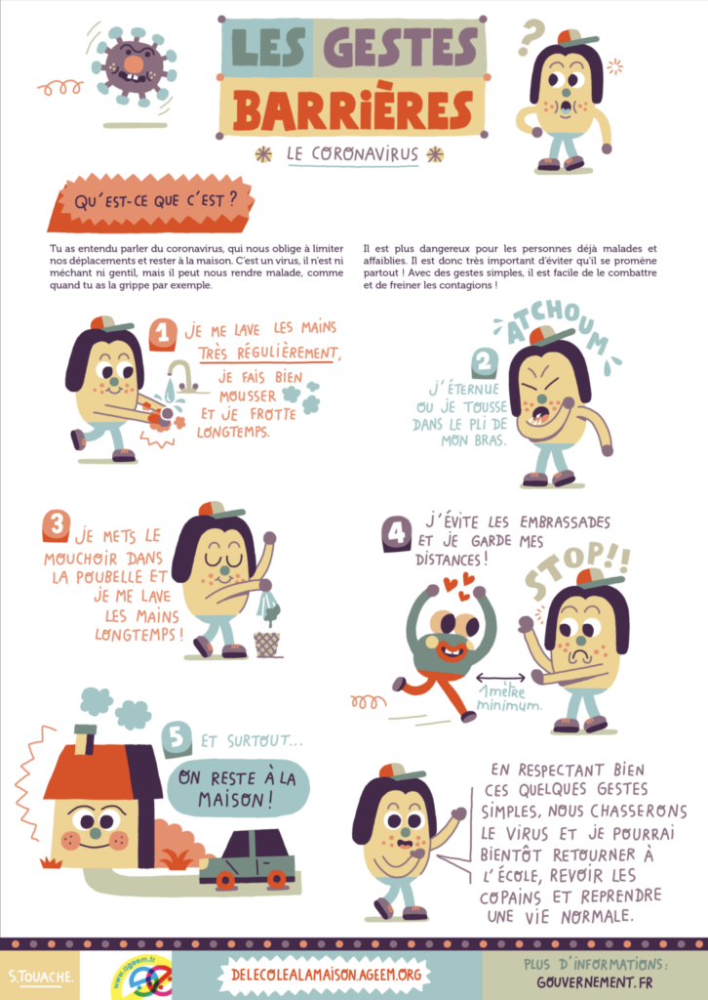 LES GESTES
BARRIÈRES
LE CORONAVIRUS
?
QU'EST-CE QUE C'EST ?
Tu as entendu parler du coronavirus, qui nous oblige à limiter
nos déplacements et rester à la maison. C'est un virus, il n'est ni
méchant ni gentil, mais il peut nous rendre malade, comme
quand tu as la grippe par exemple.
Il est plus dangereux pour les personnes déjà malades et
affaiblies. Il est donc très important d'éviter qu'il se promène
partout ! Avec des gestes simples, il est facile de le combattre
et de freiner les contagions !
1
JE ME LAVE LES MAINS
TRÈS RÉGULIÈREMENT,
JE FAIS BIEN
MOUSSER
ET JE FROTTE
LONGTEMPS.
ATCHOUM
2
J'ÉTERNUE
OU JE TOUSSE
DANS LE PLI DE
MON BRAS.
3
JE METS LE
MOUCHOIR DANS
LA POUBELLE ET
JE ME LAVE
LES MAINS
LONGTEMPS !
4
J'ÉVITE LES EMBRASSADES
ET JE GARDE MES
DISTANCES !
STOP!!
1 mètre
minimum.
5
ET SURTOUT...
ON RESTE À LA
MAISON !
EN RESPECTANT BIEN
CES QUELQUES GESTES
SIMPLES, NOUS CHASSERONS
LE VIRUS ET JE POURRAI
BIENTÔT RETOURNER À
L'ÉCOLE, REVOIR LES
COPAINS ET REPRENDRE
UNE VIE NORMALE.
S.TOUACHE.
www.ageem.fr
DELECOLEALAMAISON.AGEEM.ORG
PLUS D'INFORMATIONS :
GOUVERNEMENT.FR